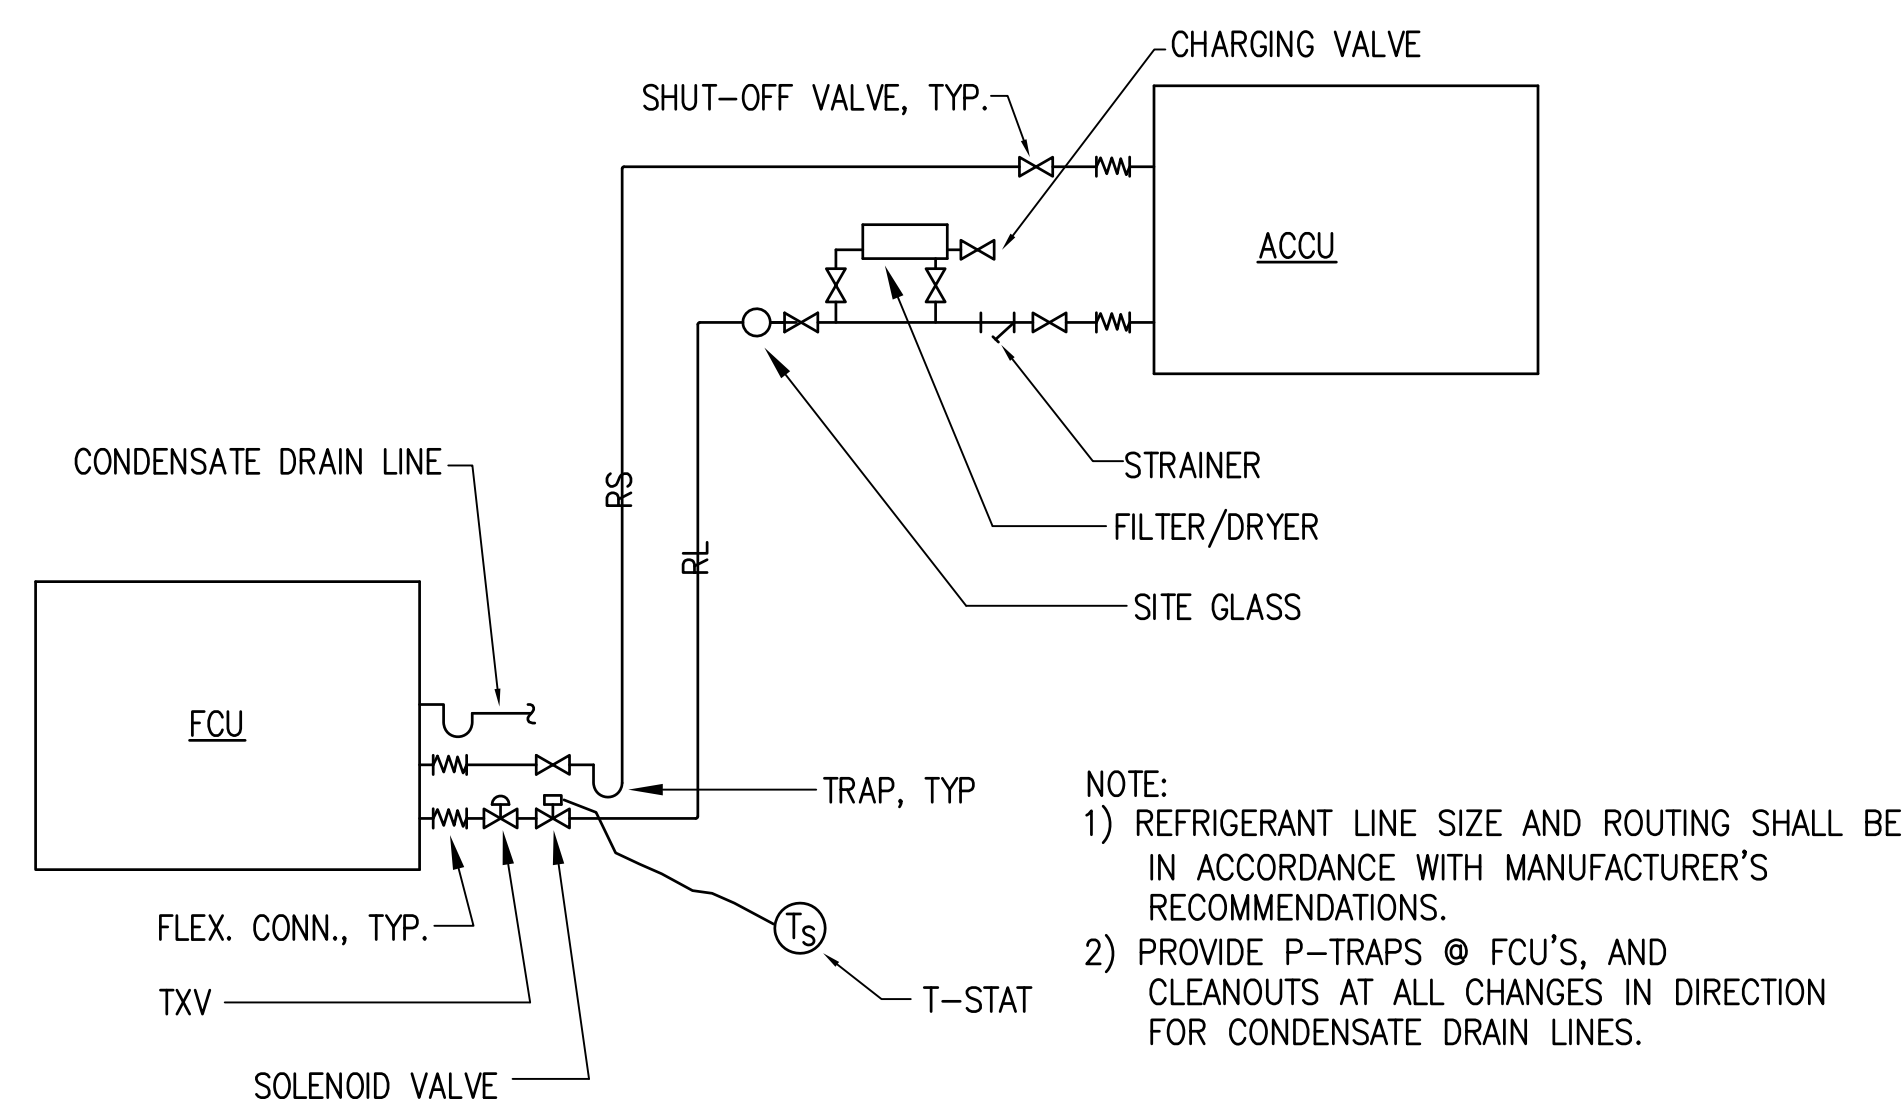 CHARGING VALVE
SHUT-OFF VALVE, TYP.
ACCU
STRAINER
FILTER/DRYER
SITE GLASS
CONDENSATE DRAIN LINE
RS
RL
FCU
TRAP, TYP
FLEX. CONN., TYP.
TXV
SOLENOID VALVE
TS
T-STAT
NOTE:
1) REFRIGERANT LINE SIZE AND ROUTING SHALL BE
IN ACCORDANCE WITH MANUFACTURER'S
RECOMMENDATIONS.
2) PROVIDE P-TRAPS @ FCU'S, AND
CLEANOUTS AT ALL CHANGES IN DIRECTION
FOR CONDENSATE DRAIN LINES.